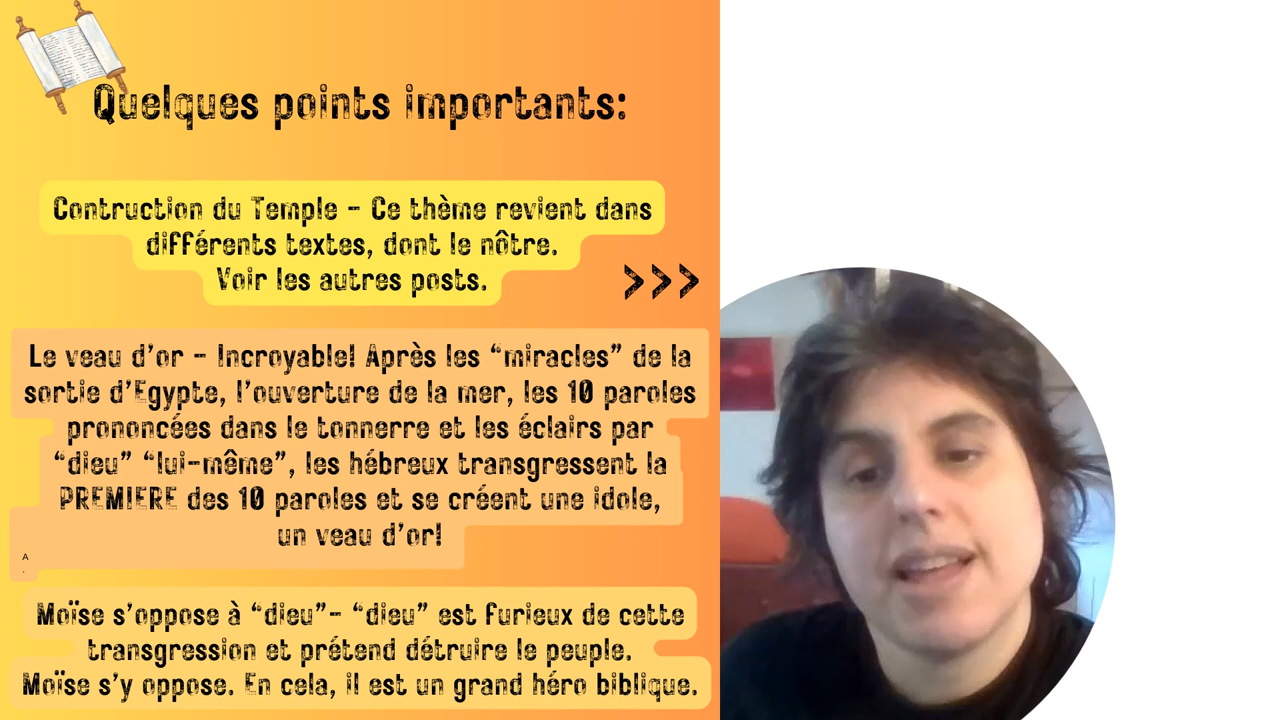 Quelques points importants:
Contruction du Temple - Ce thème revient dans
différents textes, dont le nôtre.
Voir les autres posts.
>>>
Le veau d'or - Incroyable! Après les “miracles” de la
sortie d'Egypte, l'ouverture de la mer, les 10 paroles
prononcées dans le tonnerre et les éclairs par
“dieu” “lui-même”, les hébreux transgressent la
PREMIERE des 10 paroles et se créent une idole,
un veau d'or!
A
.
Moïse s'oppose à “dieu”- “dieu” est furieux de cette
transgression et prétend détruire le peuple.
Moïse s'y oppose. En cela, il est un grand héro biblique.